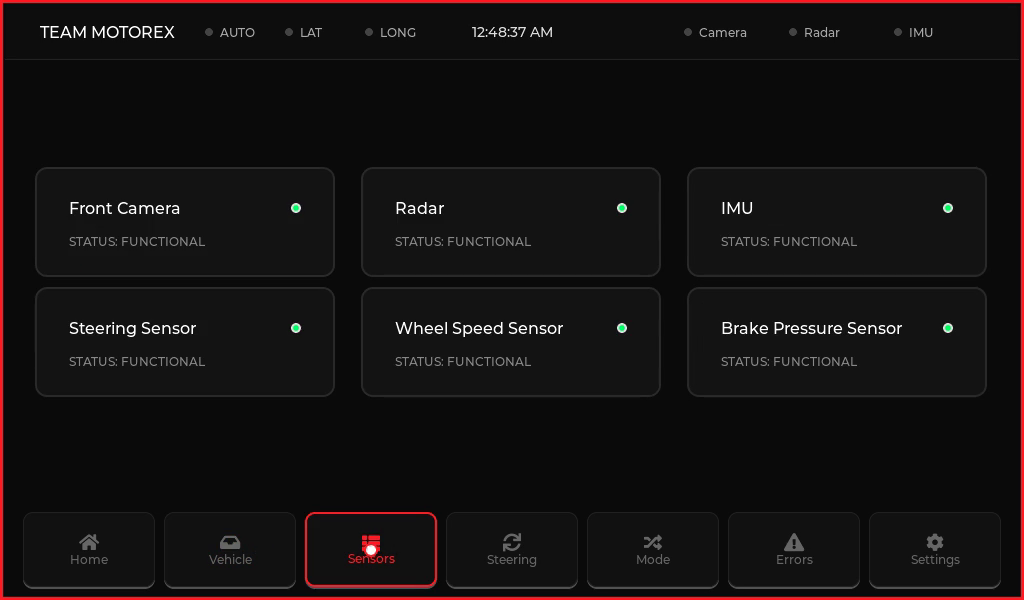 TEAM MOTOREX AUTO LAT LONG 12:48:37 AM Camera Radar IMU
Front Camera
STATUS: FUNCTIONAL
Radar
STATUS: FUNCTIONAL
IMU
STATUS: FUNCTIONAL
Steering Sensor
STATUS: FUNCTIONAL
Wheel Speed Sensor
STATUS: FUNCTIONAL
Brake Pressure Sensor
STATUS: FUNCTIONAL
Home
Vehicle
Sensors
Steering
Mode
Errors
Settings